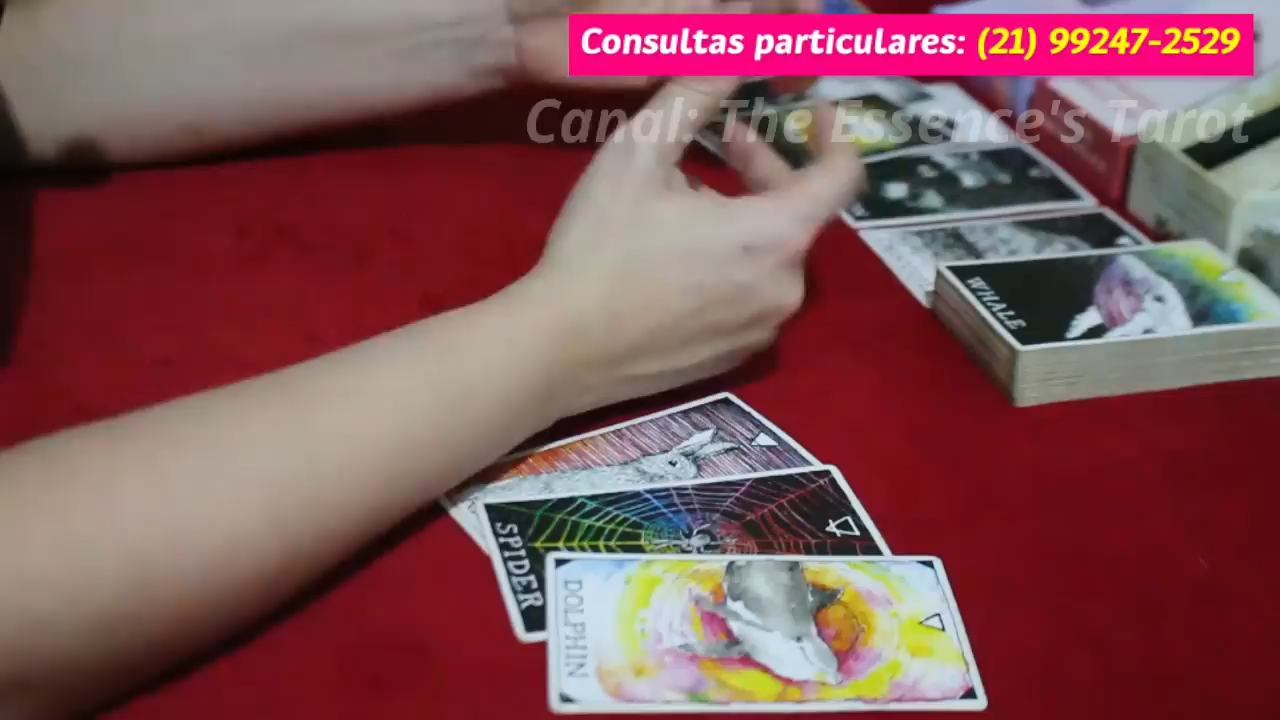 Consultas particulares: (21) 99247-2529
Canal: The Essence's Tarot
WHALE
SPIDER
DOLPHIN